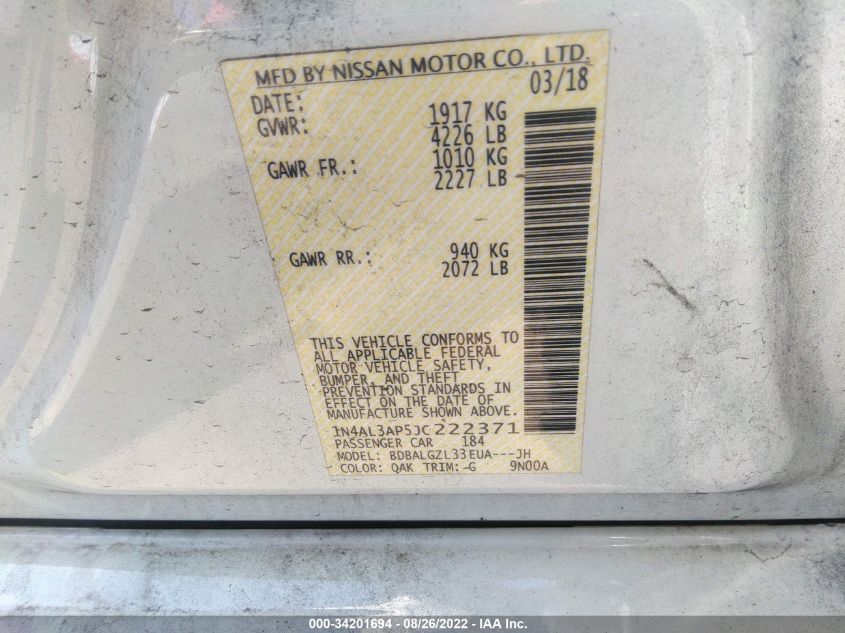 MFD BY NISSAN MOTOR CO., LTD.
DATE: 03/18
GVWR: 1917 KG
4226 LB
GAWR FR.: 1010 KG
2227 LB
GAWR RR.: 940 KG
2072 LB
THIS VEHICLE CONFORMS TO
ALL APPLICABLE FEDERAL
MOTOR VEHICLE SAFETY,
BUMPER, AND THEFT
PREVENTION STANDARDS IN
EFFECT ON THE DATE OF
MANUFACTURE SHOWN ABOVE.
1N4AL3AP5JC222371
PASSENGER CAR 184
MODEL: BDBALGZL33EUA---JH
COLOR: QAK TRIM:-G 9N00A
000-34201694 - 08/26/2022 - IAA Inc.